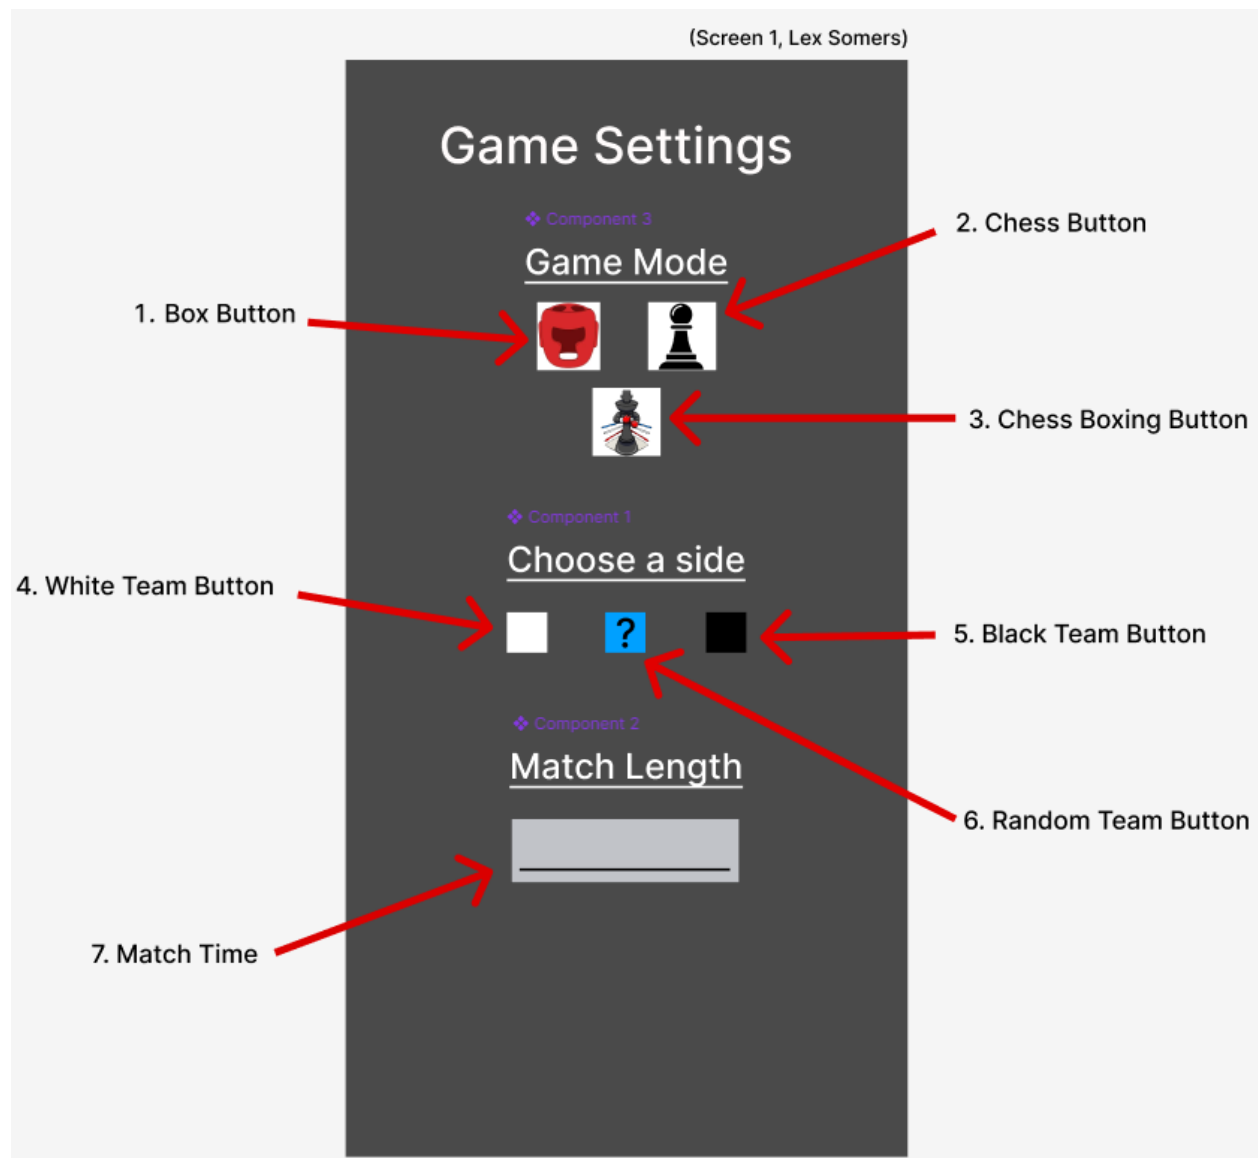 (Screen 1, Lex Somers)
Game Settings
Component 3
2. Chess Button
Game Mode
1. Box Button
3. Chess Boxing Button
Component 1
Choose a side
4. White Team Button
?
5. Black Team Button
Component 2
Match Length
6. Random Team Button
7. Match Time